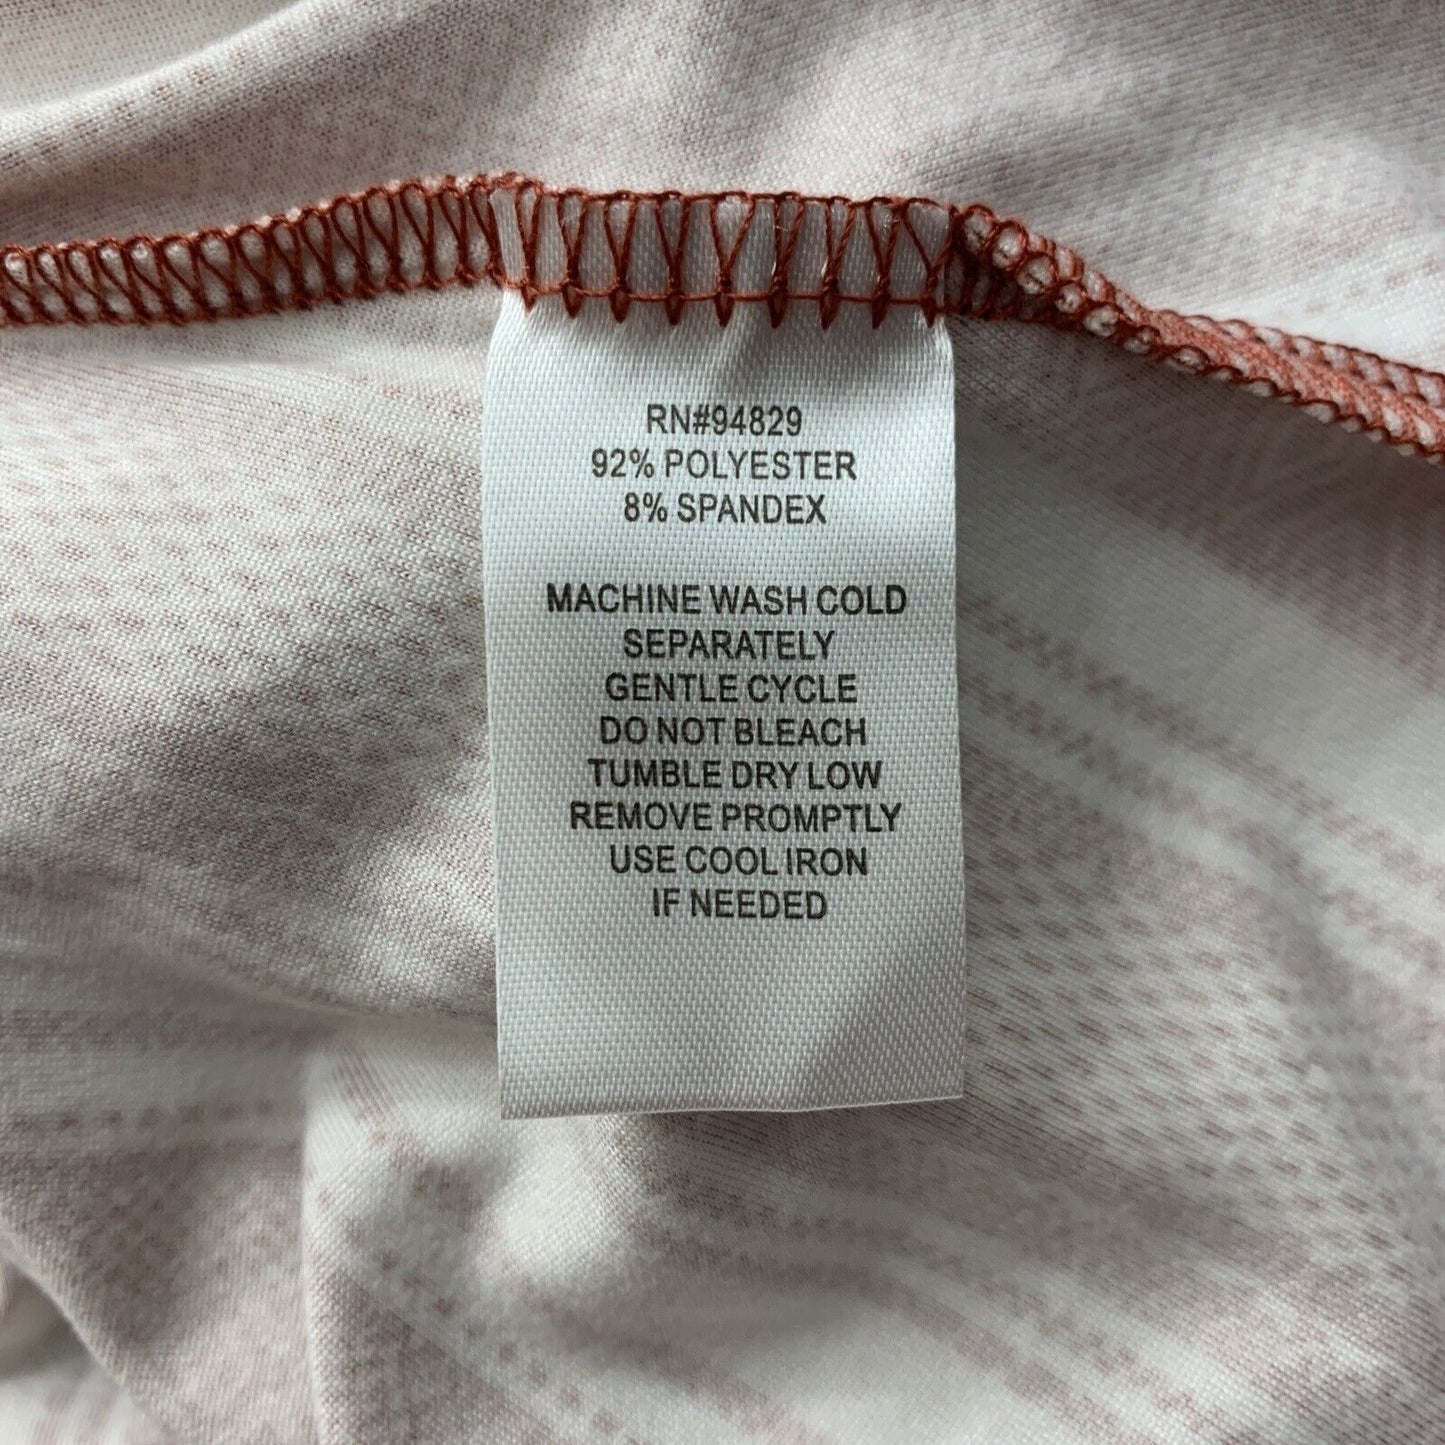 RN#94829
92% POLYESTER
8% SPANDEX
MACHINE WASH COLD
SEPARATELY
GENTLE CYCLE
DO NOT BLEACH
TUMBLE DRY LOW
REMOVE PROMPTLY
USE COOL IRON
IF NEEDED